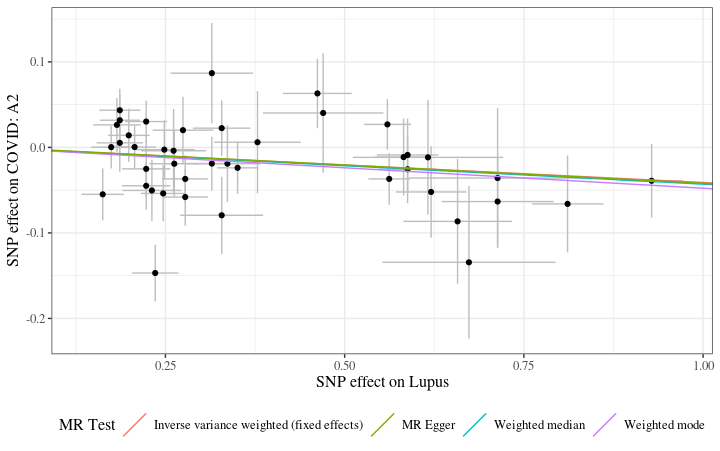 SNP effect on COVID: A2
0.1
0.0
-0.1
-0.2
0.25 0.50 0.75 1.00
SNP effect on Lupus
MR Test Inverse variance weighted (fixed effects) MR Egger Weighted median Weighted mode